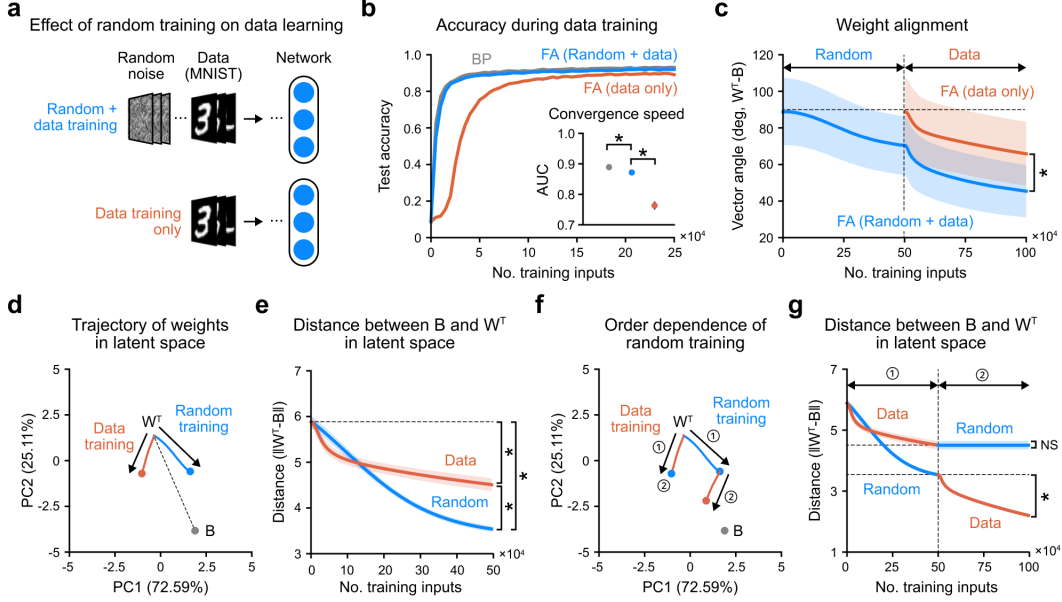 a
Effect of random training on data learning
Random
noise
Data
(MNIST)
Network
Random +
data training
...
3
...
Data training
only
3
...
b
Accuracy during data training
Test accuracy
1.0
0.8
0.6
0.4
0.2
0
BP
FA (Random + data)
FA (data only)
Convergence speed
AUC
1.0
0.9
0.8
0.7
*
*
0
5
10
15
20
25
×10⁴
No. training inputs
c
Weight alignment
Vector angle (deg, Wᵀ-B)
120
100
80
60
40
20
Random
Data
FA (data only)
FA (Random + data)
*
0
25
50
75
100
×10⁴
No. training inputs
d
Trajectory of weights
in latent space
PC2 (25.11%)
5
2.5
0
-2.5
-5
Wᵀ
Data
training
Random
training
B
-5
-2.5
0
2.5
5
PC1 (72.59%)
e
Distance between B and Wᵀ
in latent space
Distance (‖Wᵀ-B‖)
7
6
5
4
3
Data
Random
*
*
*
0
10
20
30
40
50
×10⁴
No. training inputs
f
Order dependence of
random training
PC2 (25.11%)
5
2.5
0
-2.5
-5
Data
training
Wᵀ
Random
training
①
②
①
②
B
-5
-2.5
0
2.5
5
PC1 (72.59%)
g
Distance between B and Wᵀ
in latent space
Distance (‖Wᵀ-B‖)
7
5
3
1
①
②
Data
Random
Random
Data
NS
*
0
25
50
75
100
×10⁴
No. training inputs